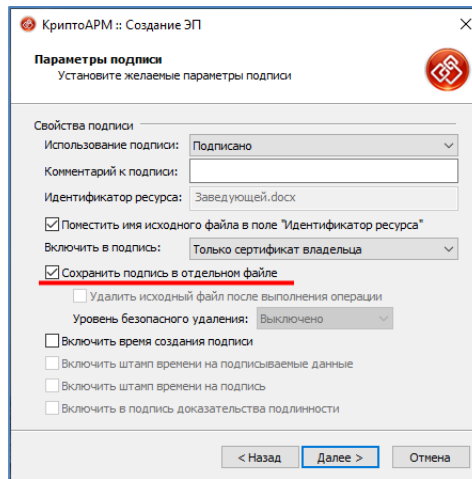 КриптоАРМ :: Создание ЭП
Параметры подписи
Установите желаемые параметры подписи
Свойства подписи
Использование подписи: Подписано
Комментарий к подписи:
Идентификатор ресурса: Заведующей.docx
Поместить имя исходного файла в поле "Идентификатор ресурса"
Включить в подпись: Только сертификат владельца
Сохранить подпись в отдельном файле
Удалить исходный файл после выполнения операции
Уровень безопасного удаления: Выключено
Включить время создания подписи
Включить штамп времени на подписываемые данные
Включить штамп времени на подпись
Включить в подпись доказательства подлинности
< Назад Далее > Отмена